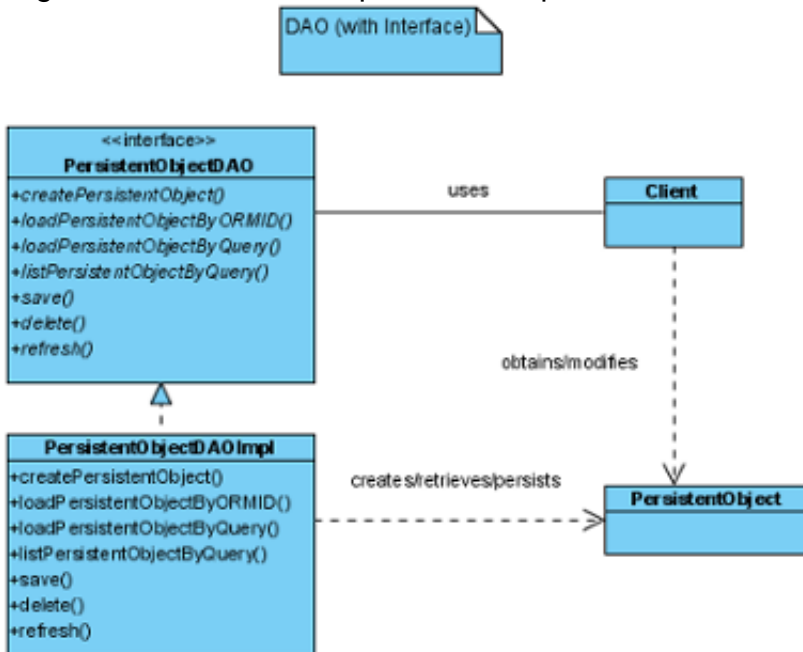 DAO (with Interface)
<<interface>>
PersistentObjectDAO
+createPersistentObject()
+loadPersistentObjectByORMID()
+loadPersistentObjectByQuery()
+listPersistentObjectByQuery()
+save()
+delete()
+refresh()
uses
Client
obtains/modifies
PersistentObjectDAOImpl
+createPersistentObject()
+loadPersistentObjectByORMID()
+loadPersistentObjectByQuery()
+listPersistentObjectByQuery()
+save()
+delete()
+refresh()
creates/retrieves/persists
PersistentObject